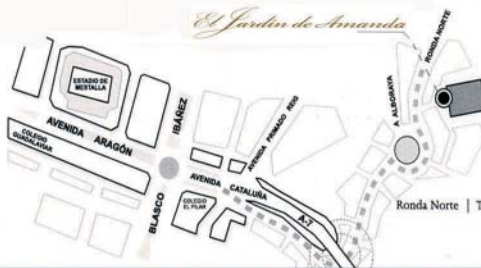 El Jardín de Amanda
RONDA NORTE
ESTADIO DE
MESTALLA
A ALBORAYA
IBÁÑEZ
AVENIDA ARAGÓN
AVENIDA PRIMADO REIG
COLEGIO
GUADALAVIAR
AVENIDA CATALUÑA
COLEGIO
EL PILAR
BLASCO
A-7
Ronda Norte | T